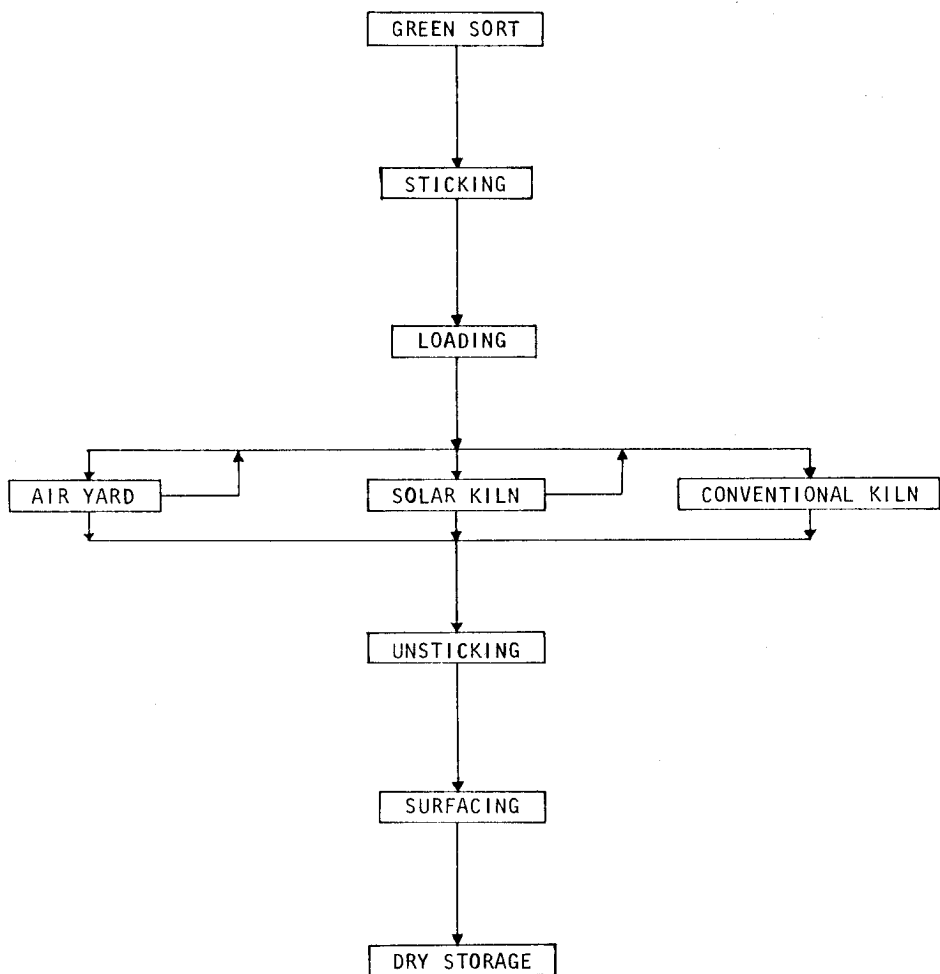 GREEN SORT
STICKING
LOADING
AIR YARD
SOLAR KILN
CONVENTIONAL KILN
UNSTICKING
SURFACING
DRY STORAGE